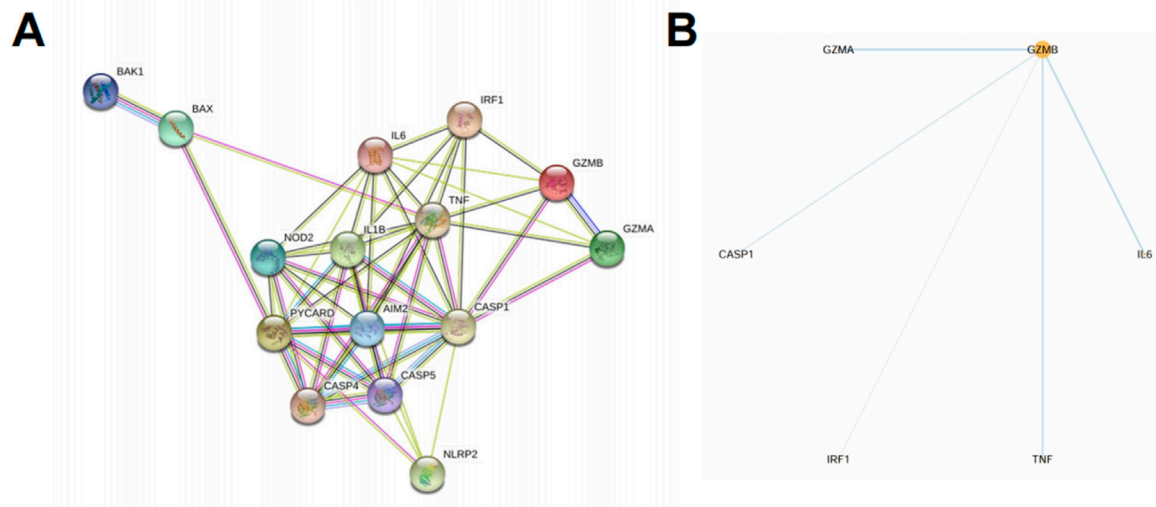 A
B
BAK1
BAX
IRF1
IL6
GZMB
TNF
GZMA
NOD2
IL1B
PYCARD
AIM2
CASP1
CASP4
CASP5
NLRP2
GZMA
GZMB
CASP1
IL6
IRF1
TNF